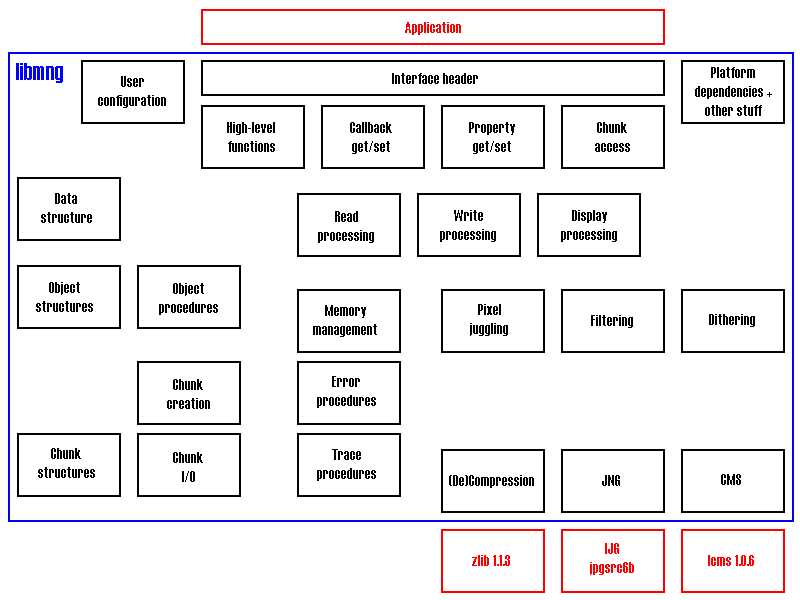 Application
libmng
User
configuration
Interface header
Platform
dependencies +
other stuff
High-level
functions
Callback
get/set
Property
get/set
Chunk
access
Data
structure
Read
processing
Write
processing
Display
processing
Object
structures
Object
procedures
Memory
management
Pixel
juggling
Filtering
Dithering
Chunk
creation
Error
procedures
Chunk
structures
Chunk
I/O
Trace
procedures
(De)Compression
JNG
CMS
zlib 1.1.3
IJG
jpgsrc6b
lcms 1.0.6